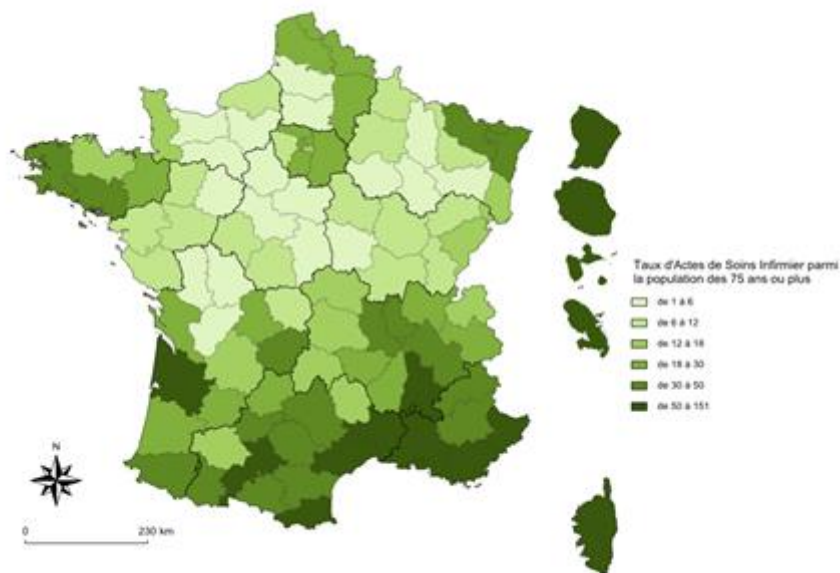 Taux d'Actes de Soins Infirmier parmi
la population des 75 ans ou plus
de 1 à 6
de 6 à 12
de 12 à 18
de 18 à 30
de 30 à 50
de 50 à 151
N
0 230 km